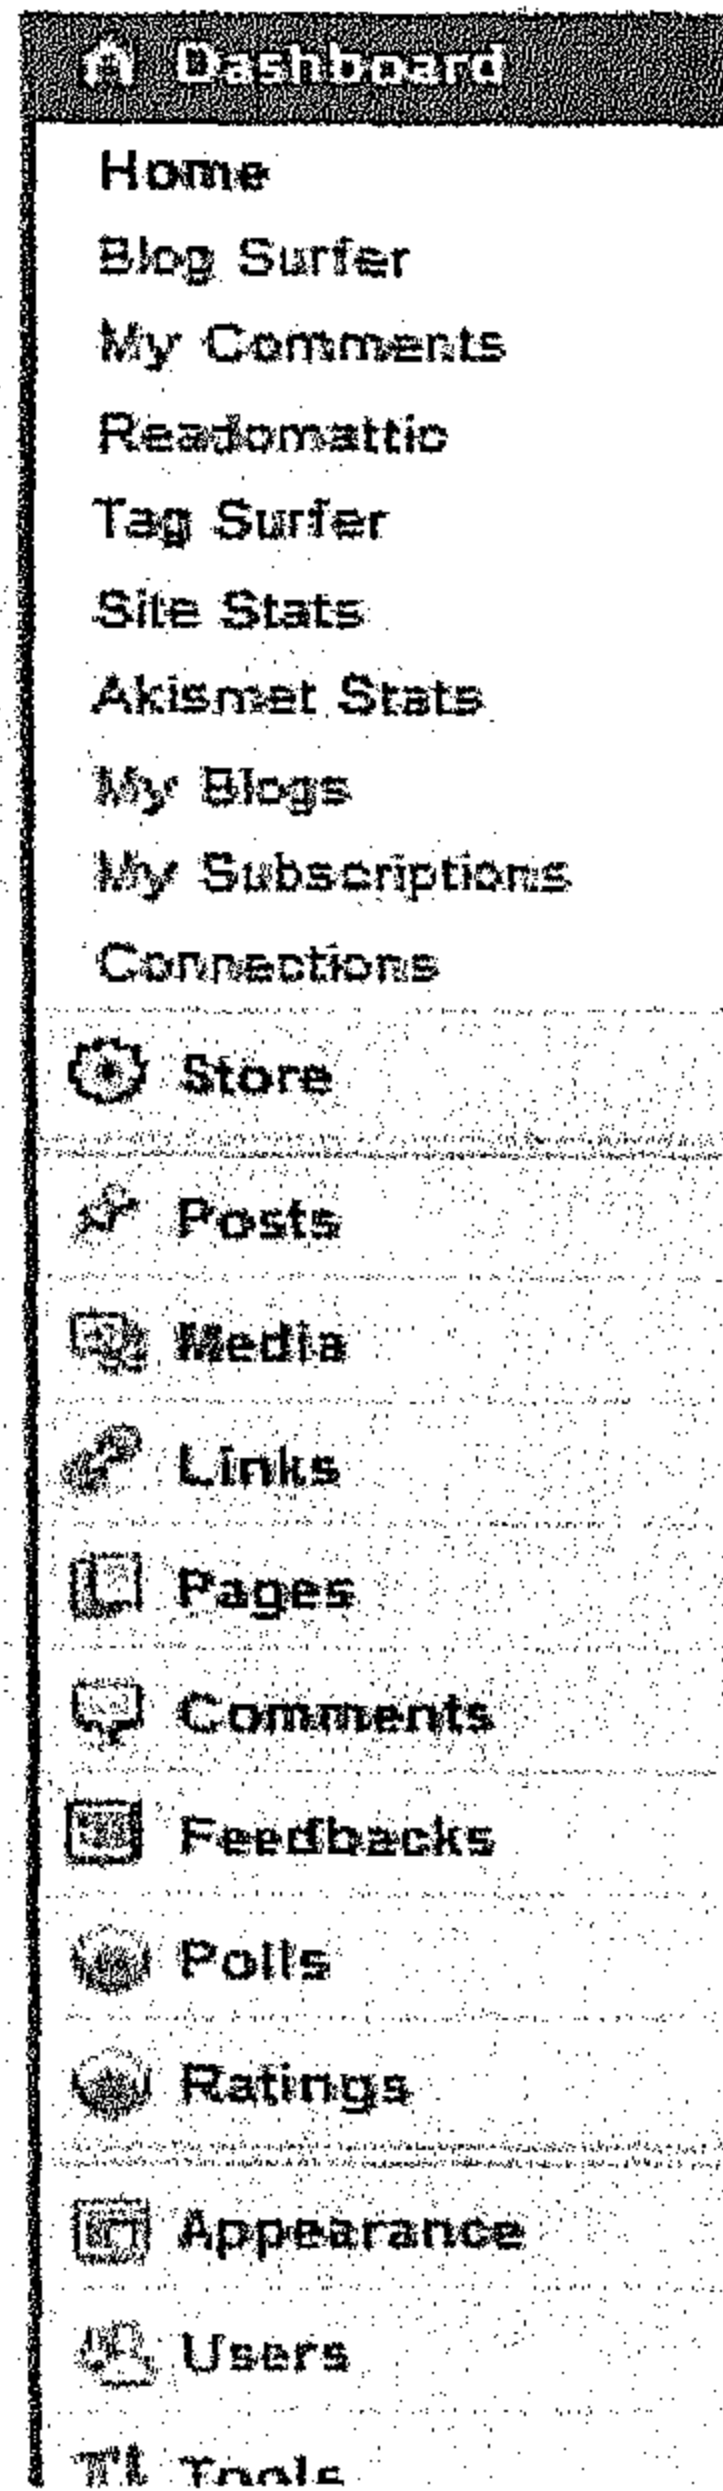 Dashboard
Home
Blog Surfer
My Comments
Readomattic
Tag Surfer
Site Stats
Akismet Stats
My Blogs
My Subscriptions
Connections
Store
Posts
Media
Links
Pages
Comments
Feedbacks
Polls
Ratings
Appearance
Users
Tools